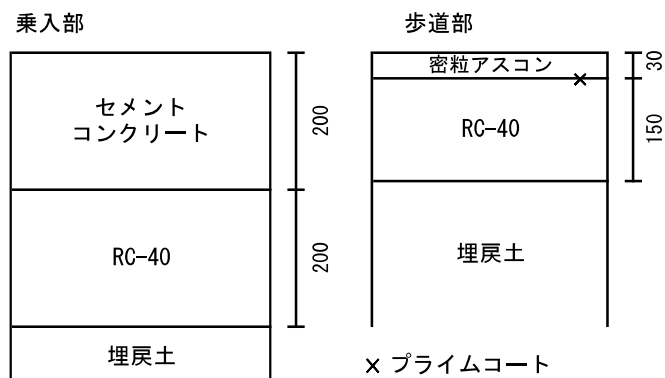 乗入部
セメント
コンクリート
200
RC-40
200
埋戻土
歩道部
密粒アスコン
30
RC-40
150
埋戻土
× プライムコート